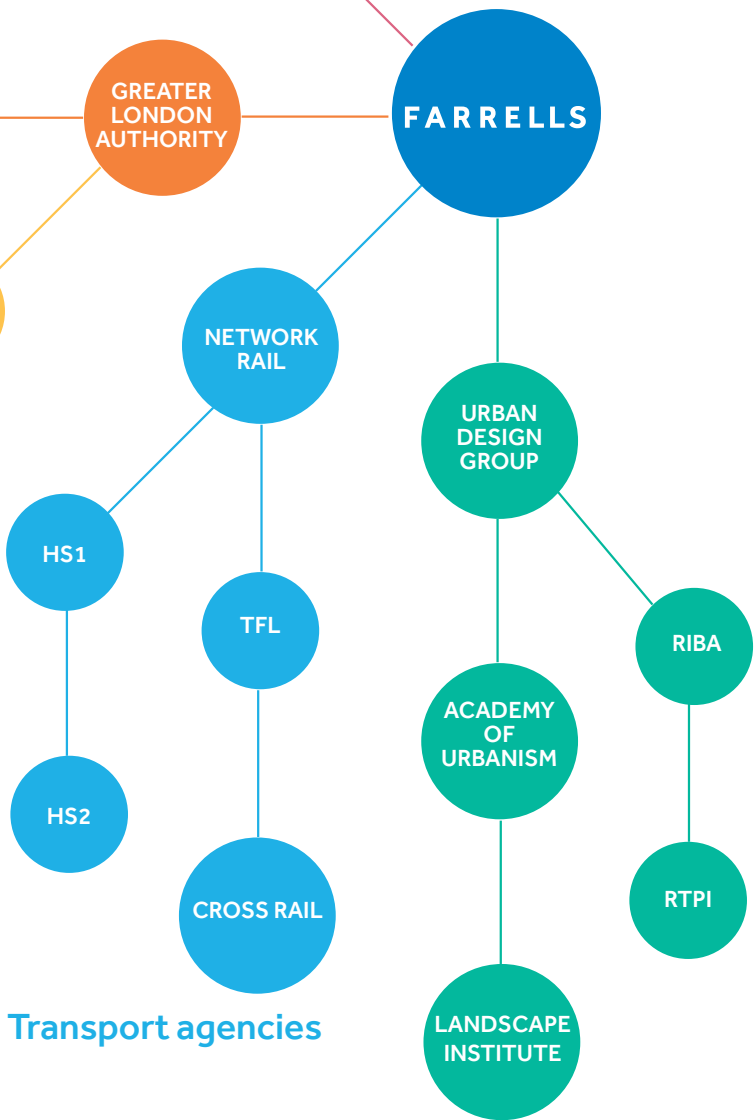 GREATER
LONDON
AUTHORITY
FARRELLS
NETWORK
RAIL
URBAN
DESIGN
GROUP
HS1
TFL
RIBA
ACADEMY
OF
URBANISM
HS2
CROSS RAIL
RTPI
Transport agencies
LANDSCAPE
INSTITUTE